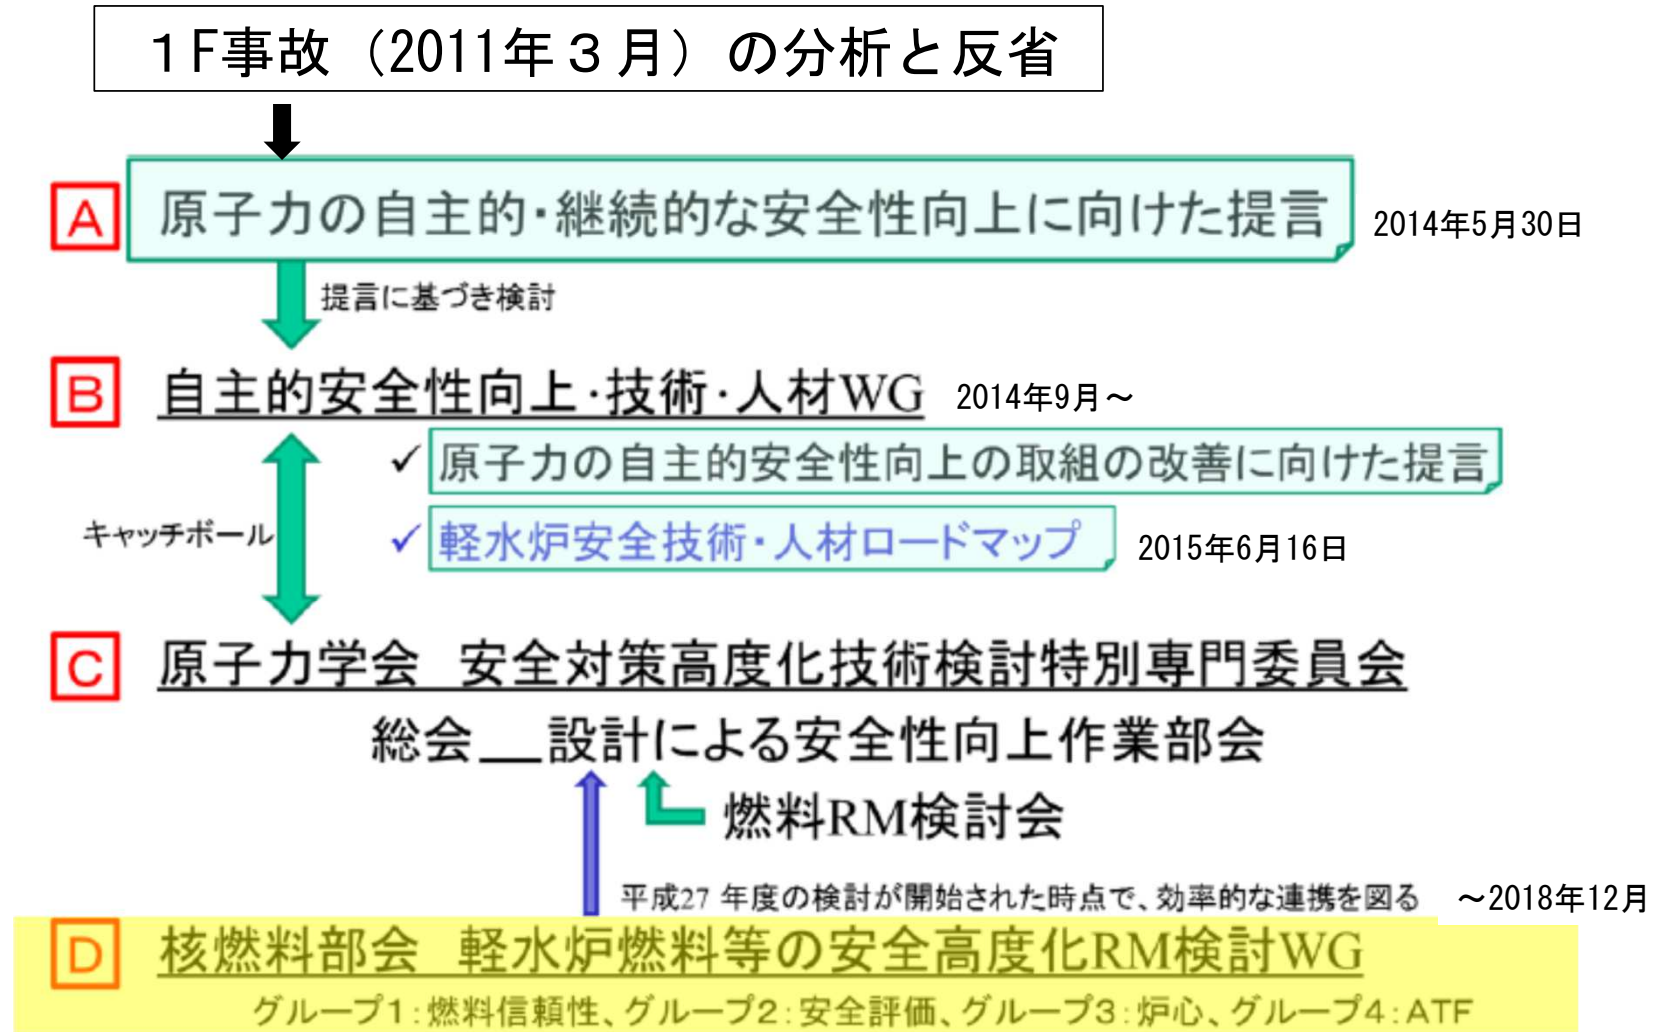 １F事故（2011年３月）の分析と反省
A 原子力の自主的・継続的な安全性向上に向けた提言 2014年5月30日
提言に基づき検討
B 自主的安全性向上・技術・人材WG 2014年9月～
✓ 原子力の自主的安全性向上の取組の改善に向けた提言
キャッチボール
✓ 軽水炉安全技術・人材ロードマップ 2015年6月16日
C 原子力学会　安全対策高度化技術検討特別専門委員会
総会__設計による安全性向上作業部会
燃料RM検討会
平成27 年度の検討が開始された時点で、効率的な連携を図る ～2018年12月
D 核燃料部会　軽水炉燃料等の安全高度化RM検討WG
グループ1：燃料信頼性、グループ2：安全評価、グループ3：炉心、グループ4：ATF